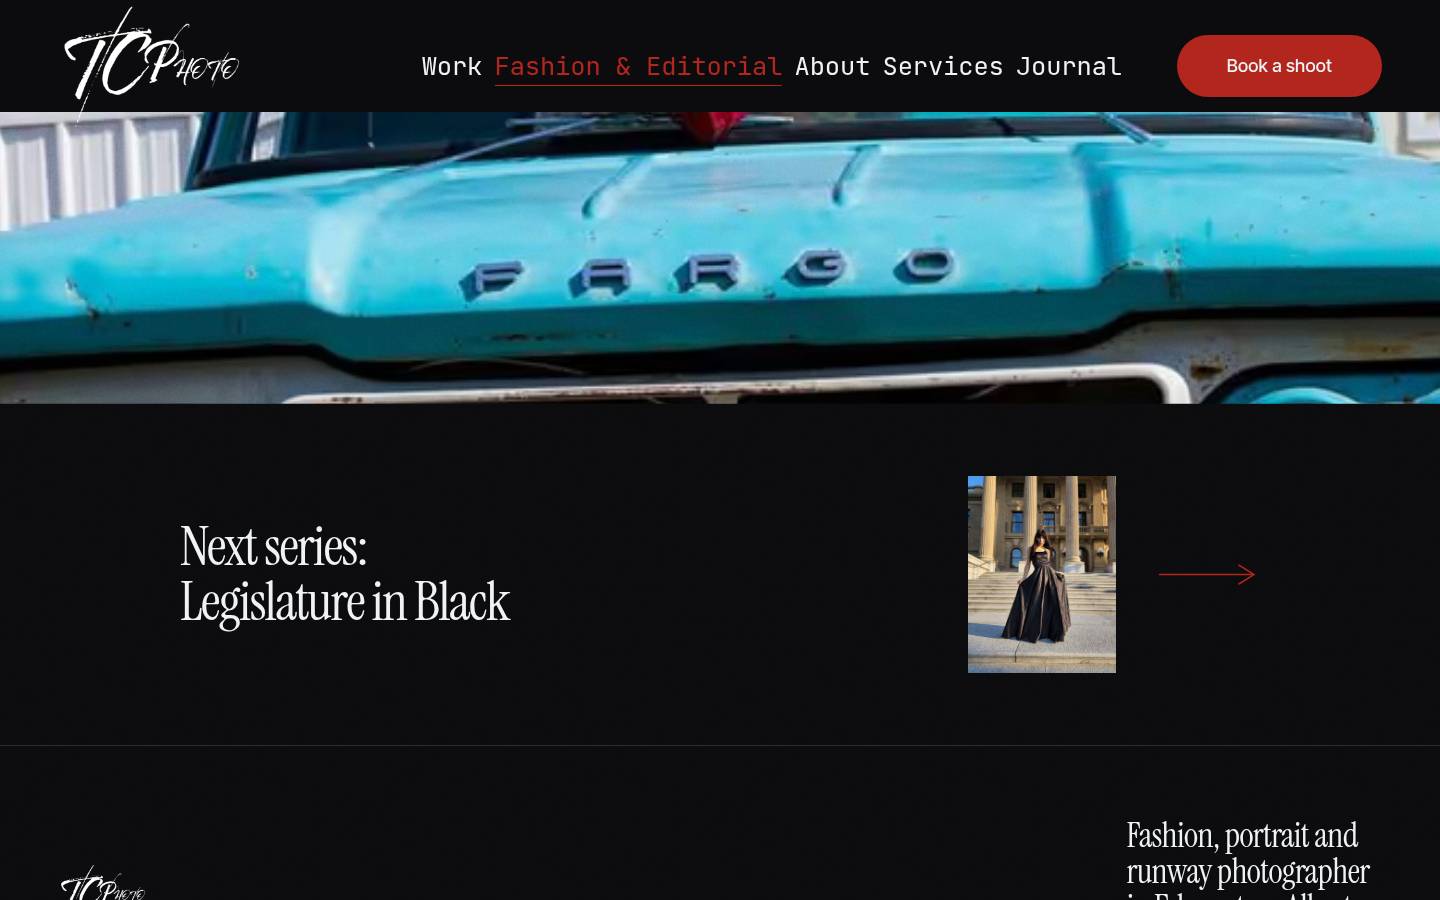 TCPhoto
Work Fashion & Editorial About Services Journal
Book a shoot
FARGO
Next series:
Legislature in Black
Fashion, portrait and
runway photographer
TCPhoto